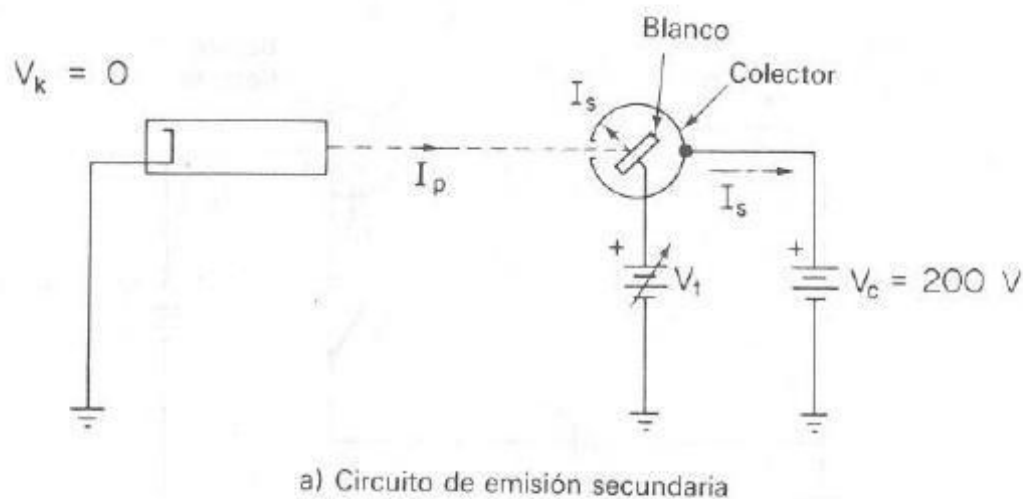 Blanco
V_k = 0
Colector
I_s
I_p
I_s
+
V_t
+
V_c = 200 V
a) Circuito de emisión secundaria